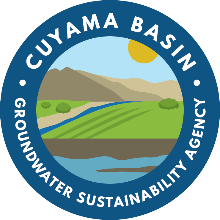 • CUYAMA BASIN •
GROUNDWATER SUSTAINABILITY AGENCY